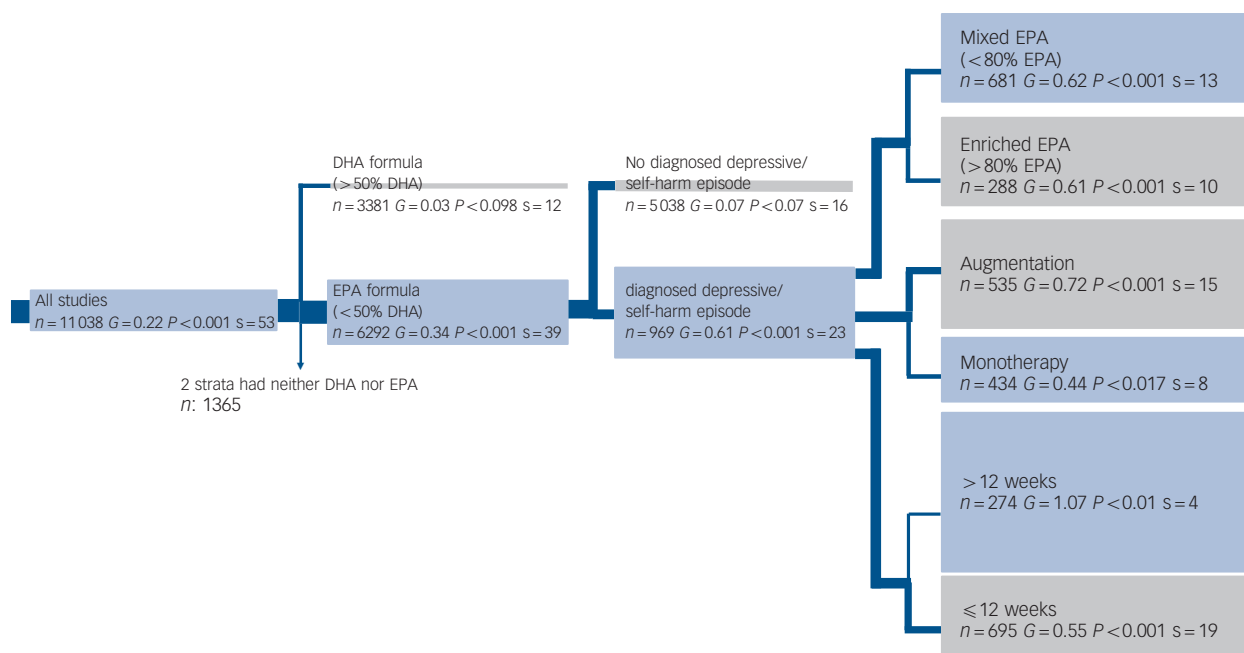 All studies
n=11038 G=0.22 P<0.001 s=53
2 strata had neither DHA nor EPA
n: 1365
DHA formula
(>50% DHA)
n=3381 G=0.03 P<0.098 s=12
EPA formula
(<50% DHA)
n=6292 G=0.34 P<0.001 s=39
No diagnosed depressive/
self-harm episode
n=5038 G=0.07 P<0.07 s=16
diagnosed depressive/
self-harm episode
n=969 G=0.61 P<0.001 s=23
Mixed EPA
(<80% EPA)
n=681 G=0.62 P<0.001 s=13
Enriched EPA
(>80% EPA)
n=288 G=0.61 P<0.001 s=10
Augmentation
n=535 G=0.72 P<0.001 s=15
Monotherapy
n=434 G=0.44 P<0.017 s=8
>12 weeks
n=274 G=1.07 P<0.01 s=4
⩽12 weeks
n=695 G=0.55 P<0.001 s=19